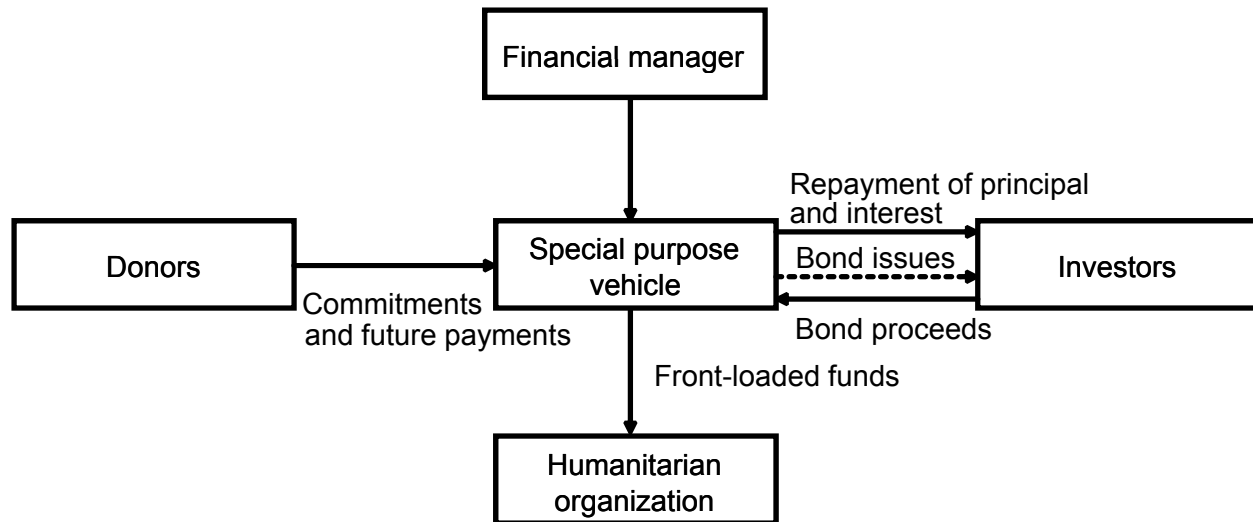 Financial manager
Repayment of principal
and interest
Donors
Special purpose
vehicle
Bond issues
Investors
Commitments
and future payments
Bond proceeds
Front-loaded funds
Humanitarian
organization